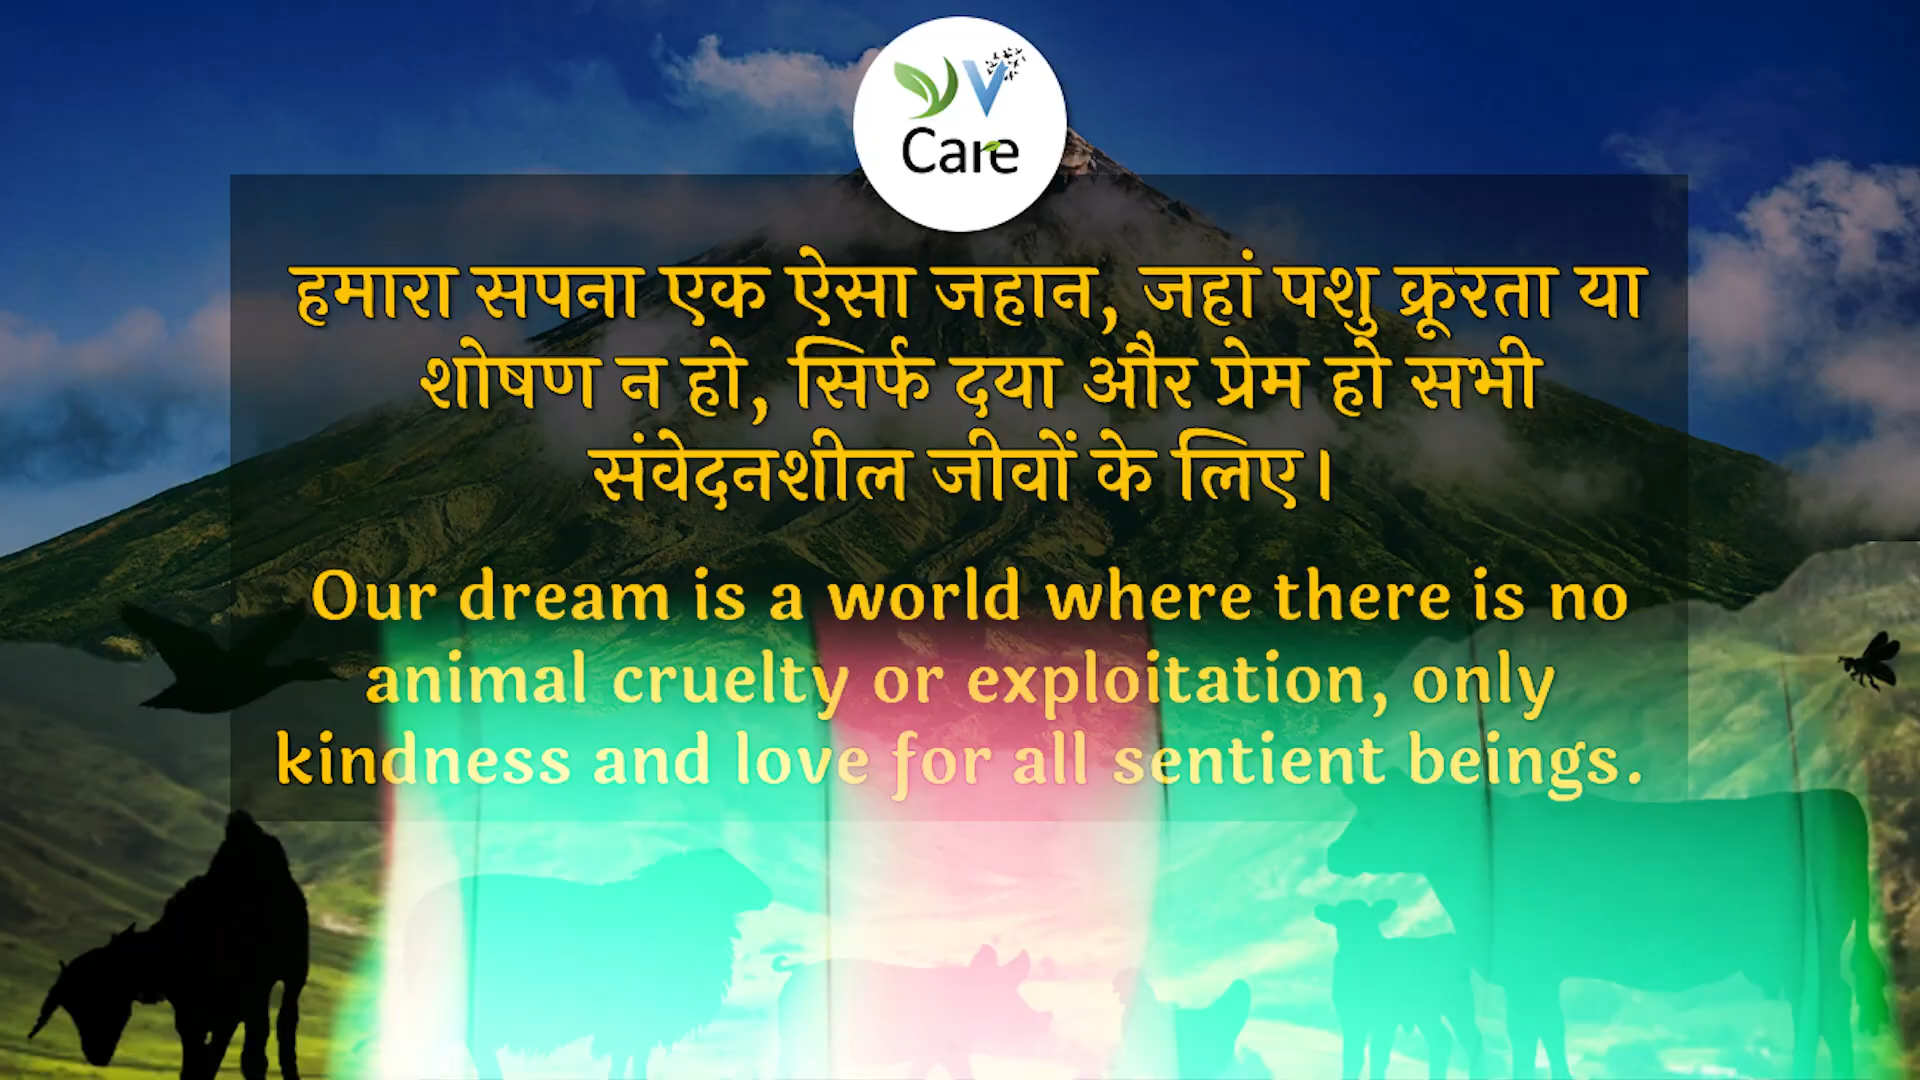 VV
Care
हमारा सपना एक ऐसा जहान, जहां पशु क्रूरता या
शोषण न हो, सिर्फ दया और प्रेम हो सभी
संवेदनशील जीवों के लिए।
Our dream is a world where there is no
animal cruelty or exploitation, only
kindness and love for all sentient beings.